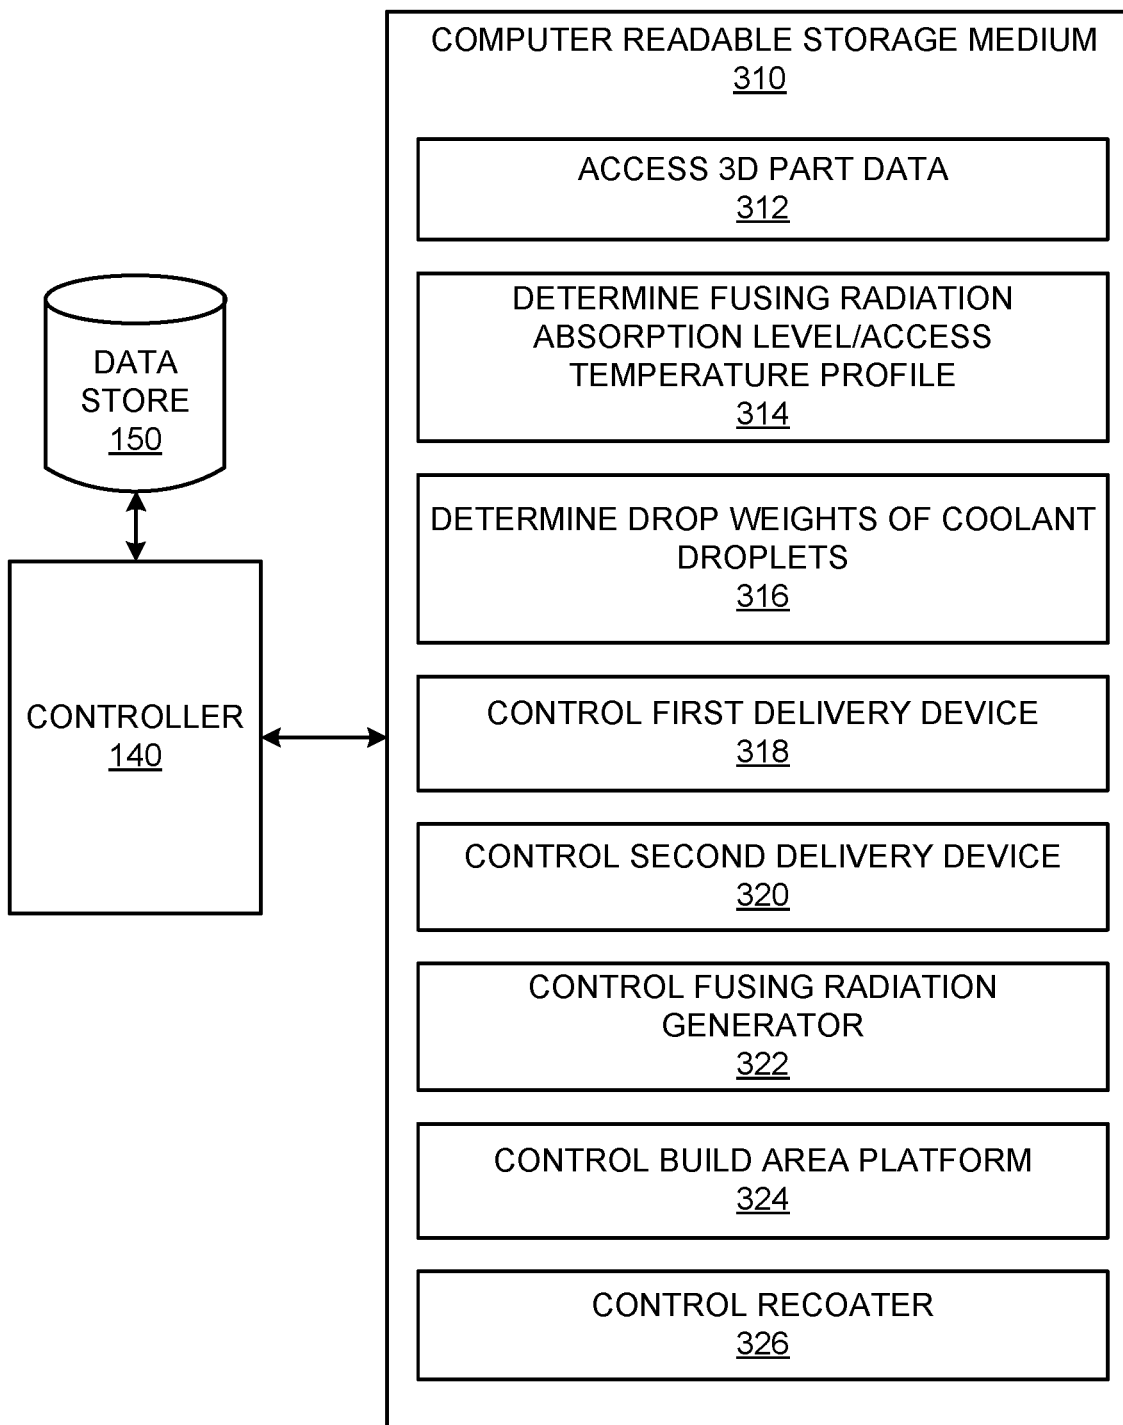 COMPUTER READABLE STORAGE MEDIUM
310
ACCESS 3D PART DATA
312
DETERMINE FUSING RADIATION
ABSORPTION LEVEL/ACCESS
TEMPERATURE PROFILE
314
DETERMINE DROP WEIGHTS OF COOLANT
DROPLETS
316
CONTROL FIRST DELIVERY DEVICE
318
CONTROL SECOND DELIVERY DEVICE
320
CONTROL FUSING RADIATION
GENERATOR
322
CONTROL BUILD AREA PLATFORM
324
CONTROL RECOATER
326
DATA
STORE
150
CONTROLLER
140